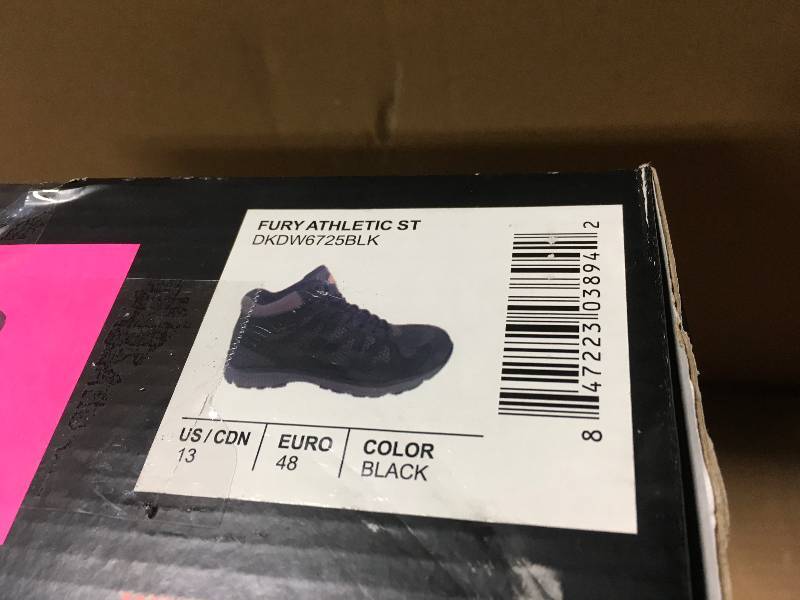 FURY ATHLETIC ST
DKDW6725BLK
US / CDN
13
EURO
48
COLOR
BLACK
8 47223 03894 2